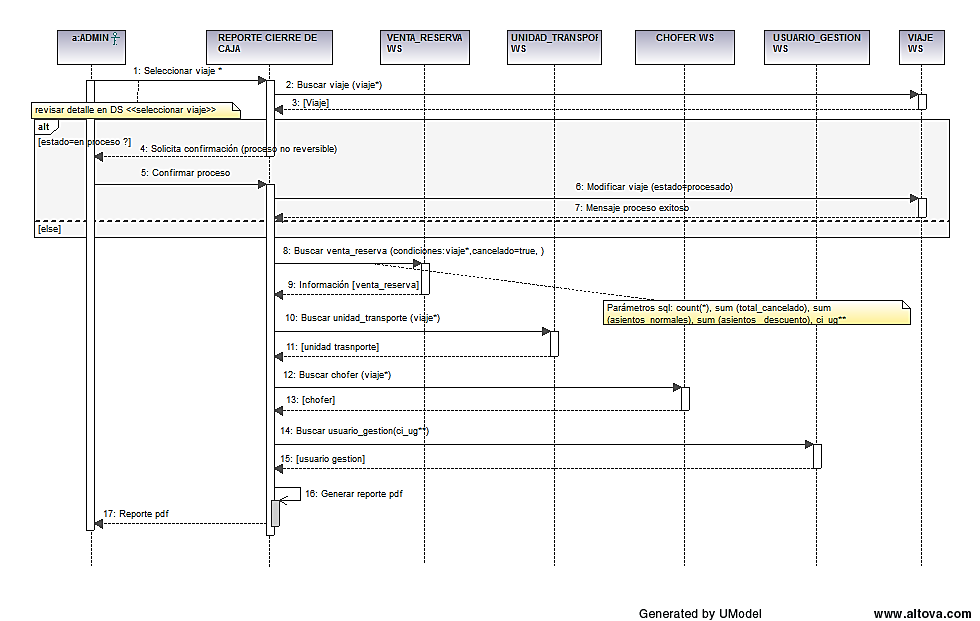 a:ADMIN
REPORTE CIERRE DE
CAJA
VENTA_RESERVA
WS
UNIDAD_TRANSPOR
WS
CHOFER WS
USUARIO_GESTION
WS
VIAJE
WS
1: Seleccionar viaje *
2: Buscar viaje (viaje*)
3: [Viaje]
revisar detalle en DS <<seleccionar viaje>>
alt
[estado=en proceso ?]
4: Solicita confirmación (proceso no reversible)
5: Confirmar proceso
6: Modificar viaje (estado=procesado)
7: Mensaje proceso exitoso
[else]
8: Buscar venta_reserva (condiciones:viaje*,cancelado=true, )
9: Información [venta_reserva]
Parámetros sql: count(*), sum (total_cancelado), sum
(asientos_normales), sum (asientos_ descuento), ci_ug**
10: Buscar unidad_transporte (viaje*)
11: [unidad trasnporte]
12: Buscar chofer (viaje*)
13: [chofer]
14: Buscar usuario_gestion(ci_ug**)
15: [usuario gestion]
16: Generar reporte pdf
17: Reporte pdf
Generated by UModel
www.altova.com